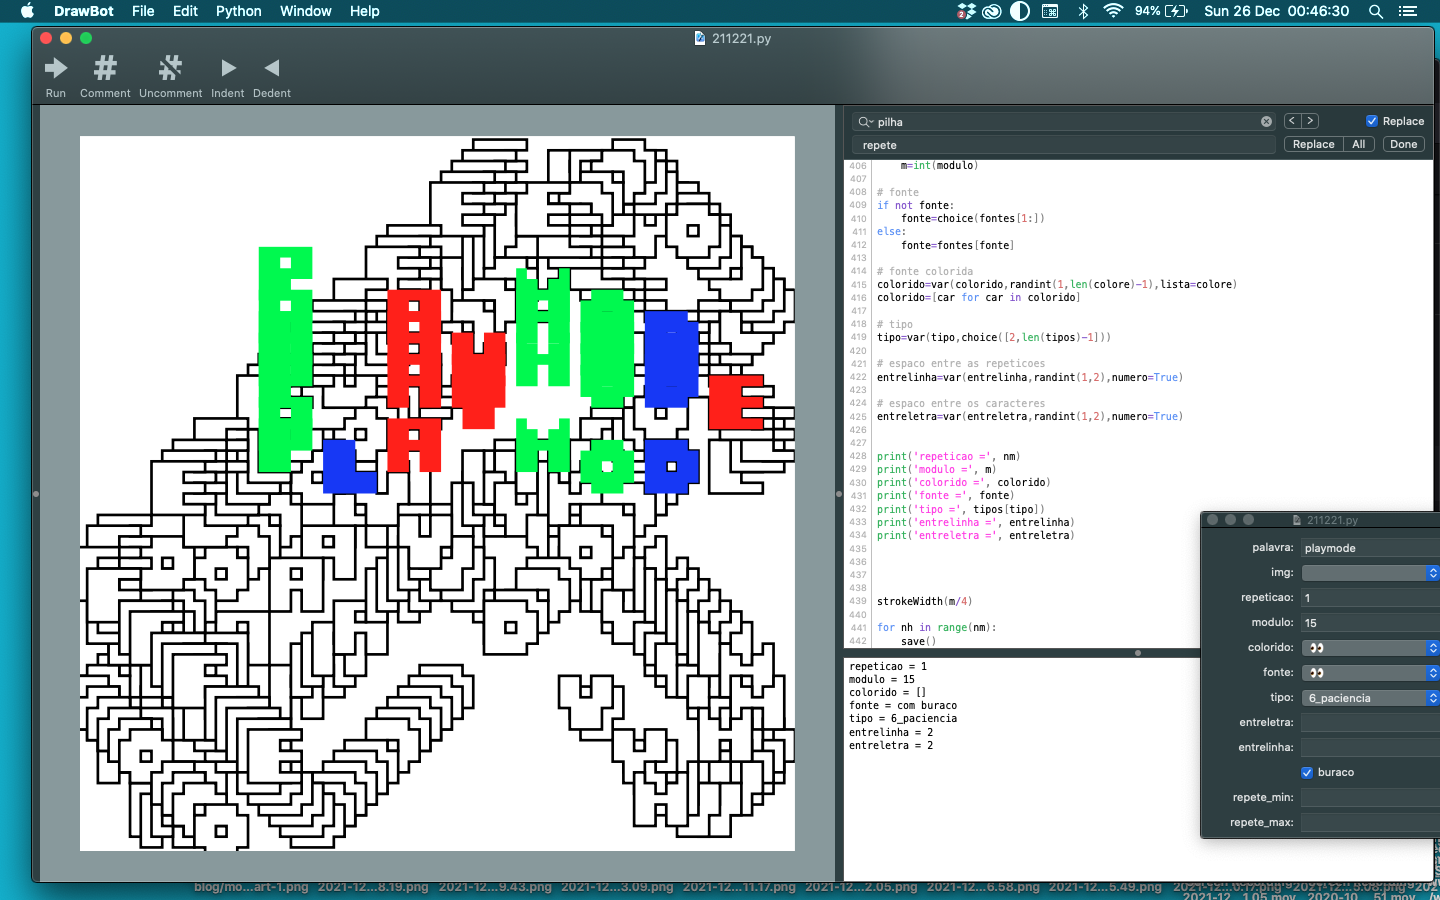 DrawBot File Edit Python Window Help
94% Sun 26 Dec 00:46:30
211221.py
Run Comment Uncomment Indent Dedent
pilha
Replace
repete
Replace All Done
406 m=int(modulo)
407
408 # fonte
409 if not fonte:
410 fonte=choice(fontes[1:])
411 else:
412 fonte=fontes[fonte]
413
414 # fonte colorida
415 colorido=var(colorido,randint(1,len(colore)-1),lista=colore)
416 colorido=[car for car in colorido]
417
418 # tipo
419 tipo=var(tipo,choice([2,len(tipos)-1]))
420
421 # espaco entre as repeticoes
422 entrelinha=var(entrelinha,randint(1,2),numero=True)
423
424 # espaco entre os caracteres
425 entreletra=var(entreletra,randint(1,2),numero=True)
426
427
428 print('repeticao =', nm)
429 print('modulo =', m)
430 print('colorido =', colorido)
431 print('fonte =', fonte)
432 print('tipo =', tipos[tipo])
433 print('entrelinha =', entrelinha)
434 print('entreletra =', entreletra)
435
436
437
438
439 strokeWidth(m/4)
440
441 for nh in range(nm):
442 save()
repeticao = 1
modulo = 15
colorido = []
fonte = com buraco
tipo = 6_paciencia
entrelinha = 2
entreletra = 2
211221.py
palavra: playmode
img:
repeticao: 1
modulo: 15
colorido: 👀
fonte: 👀
tipo: 6_paciencia
entreletra:
entrelinha:
buraco
repete_min:
repete_max:
PLAYMODE
blog/mo...art-1.png 2021-12...8.19.png 2021-12...9.43.png 2021-12...3.09.png 2021-12...11.17.png 2021-12...2.05.png 2021-12...6.58.png 2021-12...5.49.png